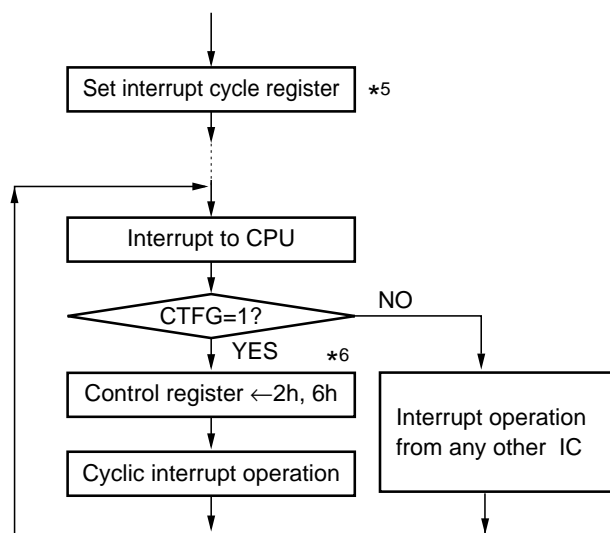 Set interrupt cycle register *5
Interrupt to CPU
CTFG=1?
NO
YES
*6
Control register ←2h, 6h
Interrupt operation
from any other IC
Cyclic interrupt operation